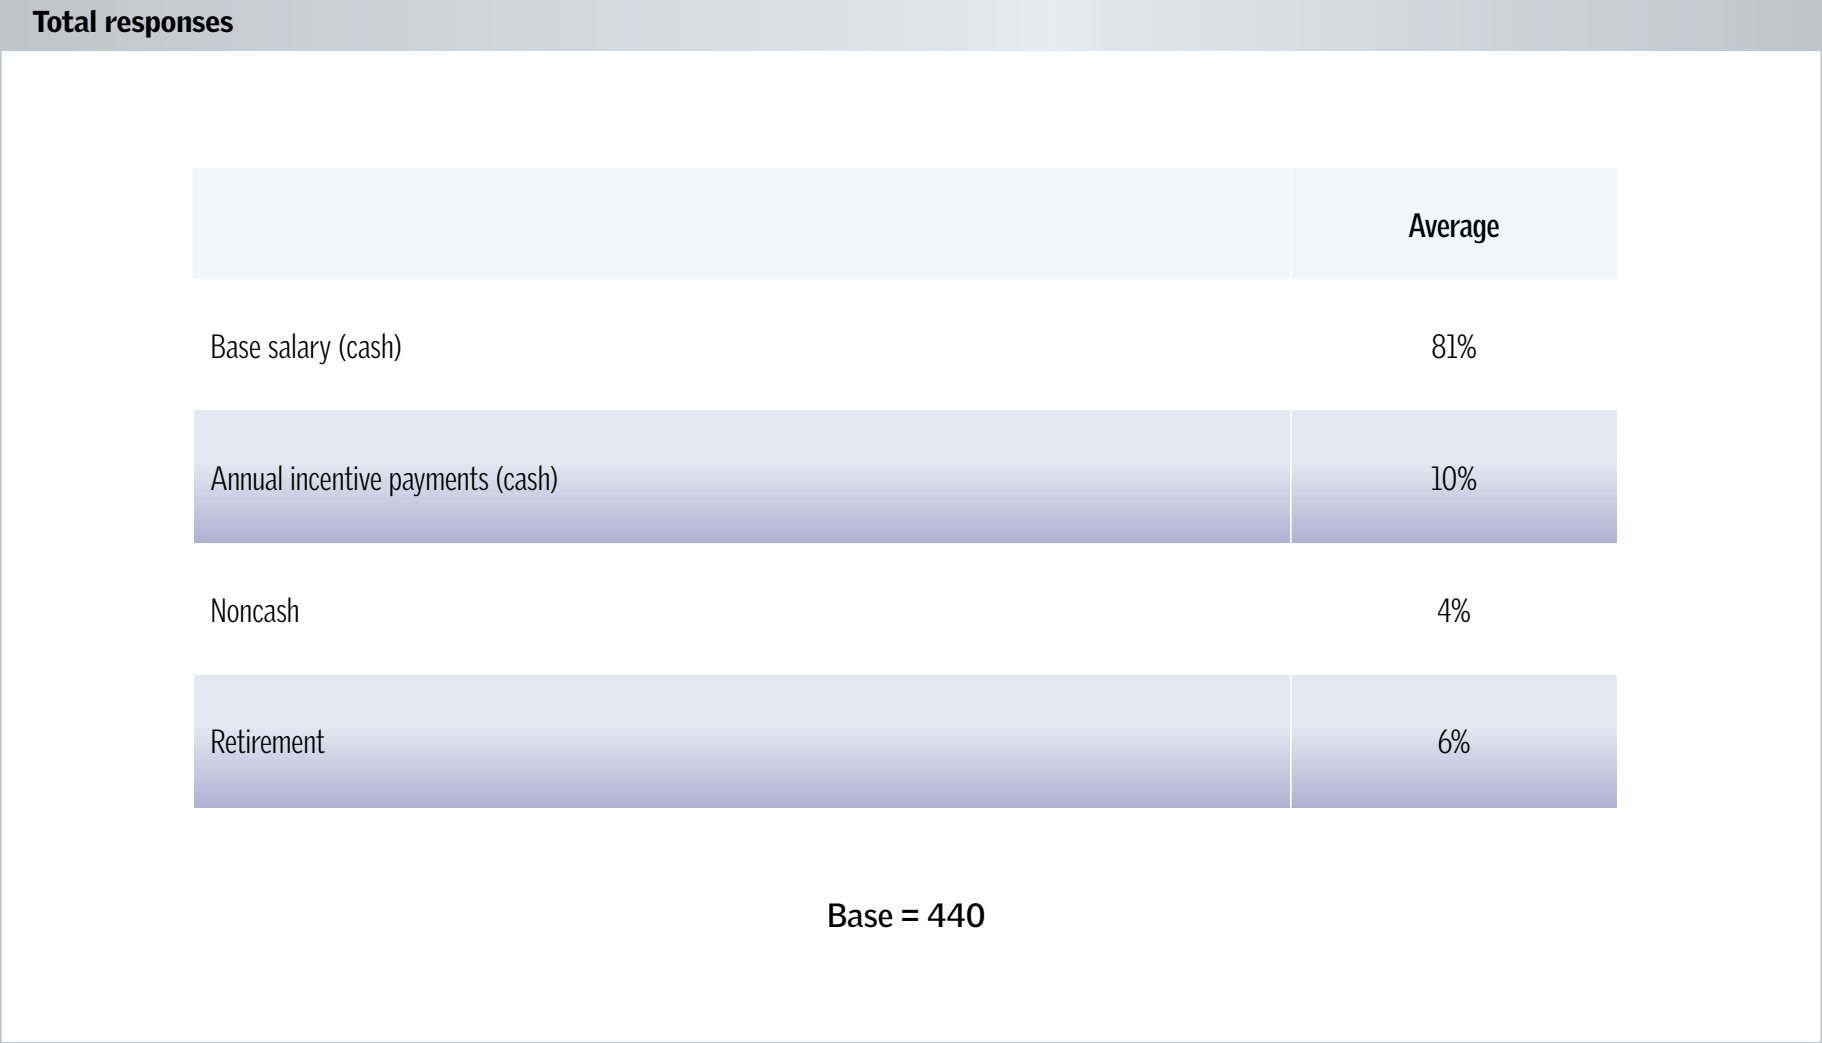 Total responses
Average
Base salary (cash) 81%
Annual incentive payments (cash) 10%
Noncash 4%
Retirement 6%
Base = 440